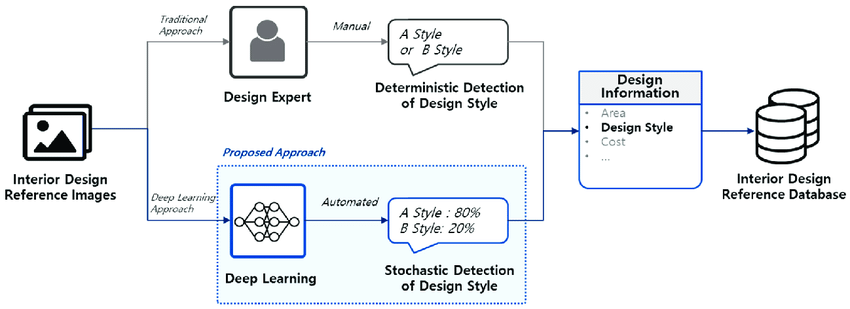 Traditional
Approach
Manual
A Style
or B Style
Design Expert
Deterministic Detection
of Design Style
Design
Information
• Area
• Design Style
• Cost
• ...
Interior Design
Reference Images
Interior Design
Reference Database
Proposed Approach
Deep Learning
Approach
Automated
A Style : 80%
B Style: 20%
Deep Learning
Stochastic Detection
of Design Style